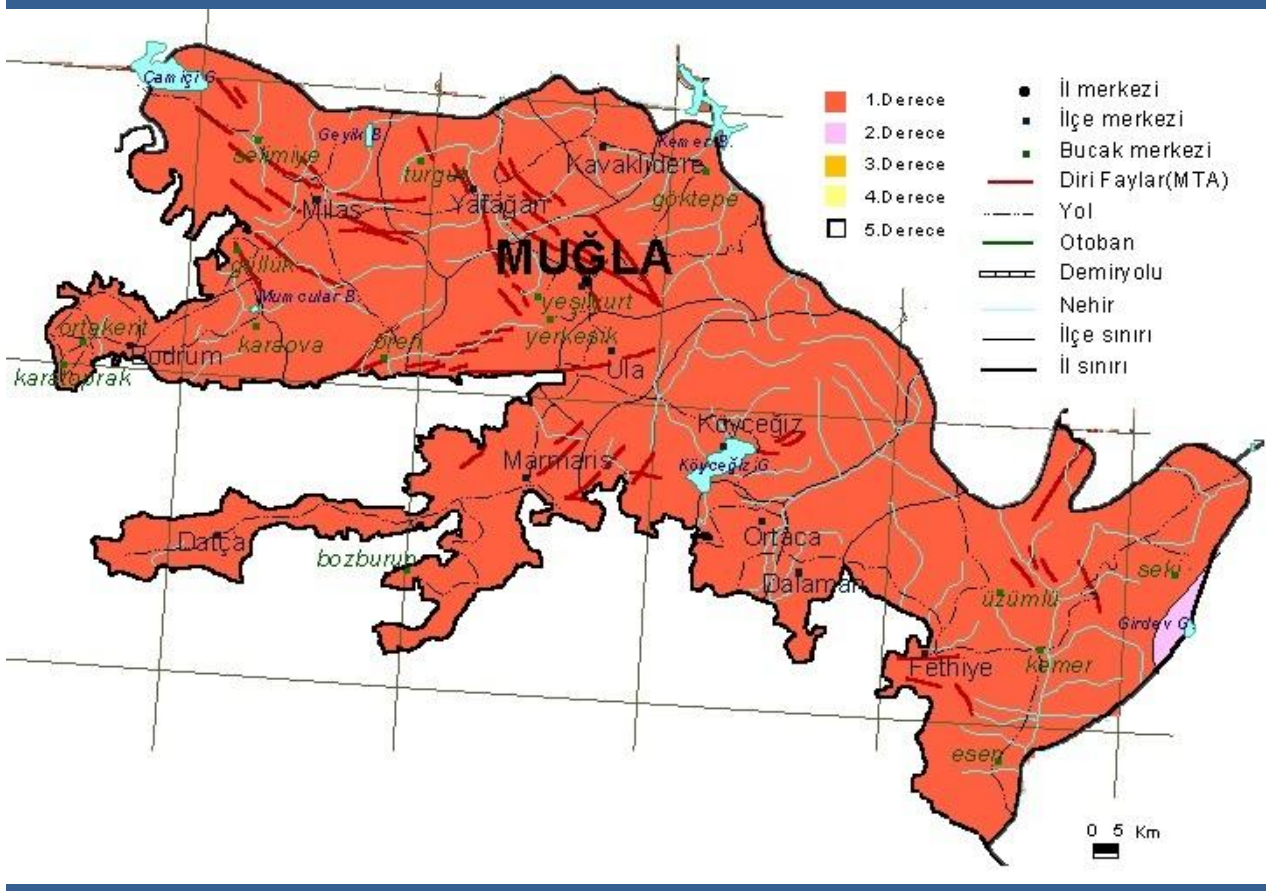 Çamiçi G.
Geyik B.
Kemer B.
selimiye
turgut
Kavaklıdere
göktepe
Milas
Yatağan
MUĞLA
güllük
Mumcular B.
yeşilyurt
yerkesik
ortakent
karaova
ören
Bodrum
karatoprak
Ula
Köyceğiz
Köyceğiz G.
Marmaris
Datça
bozburun
Ortaca
Dalaman
üzümlü
seki
Girdev G.
Fethiye
kemer
esen
1.Derece
2.Derece
3.Derece
4.Derece
5.Derece
İl merkezi
İlçe merkezi
Bucak merkezi
Diri Faylar(MTA)
Yol
Otoban
Demiryolu
Nehir
İlçe sınırı
İl sınırı
0 5 Km